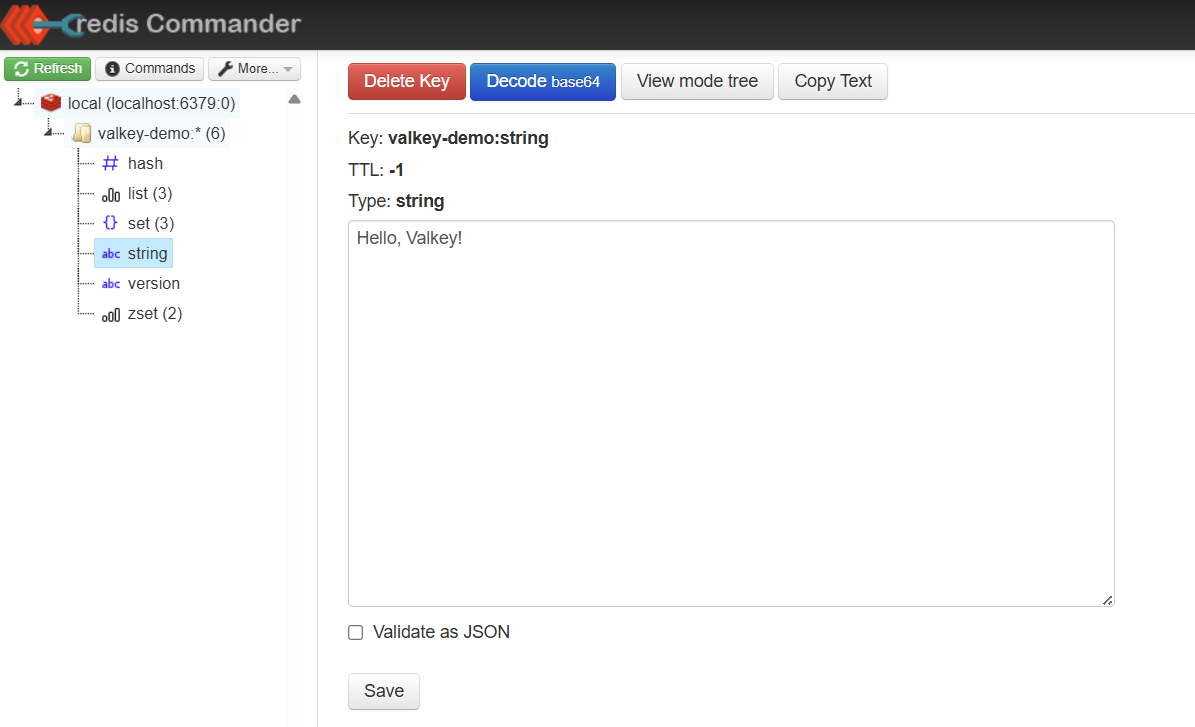 redis Commander
Refresh Commands More...
Delete Key Decode base64 View mode tree Copy Text
local (localhost:6379:0)
valkey-demo:* (6)
hash
list (3)
{} set (3)
abc string
abc version
zset (2)
Key: valkey-demo:string
TTL: -1
Type: string
Hello, Valkey!
Validate as JSON
Save